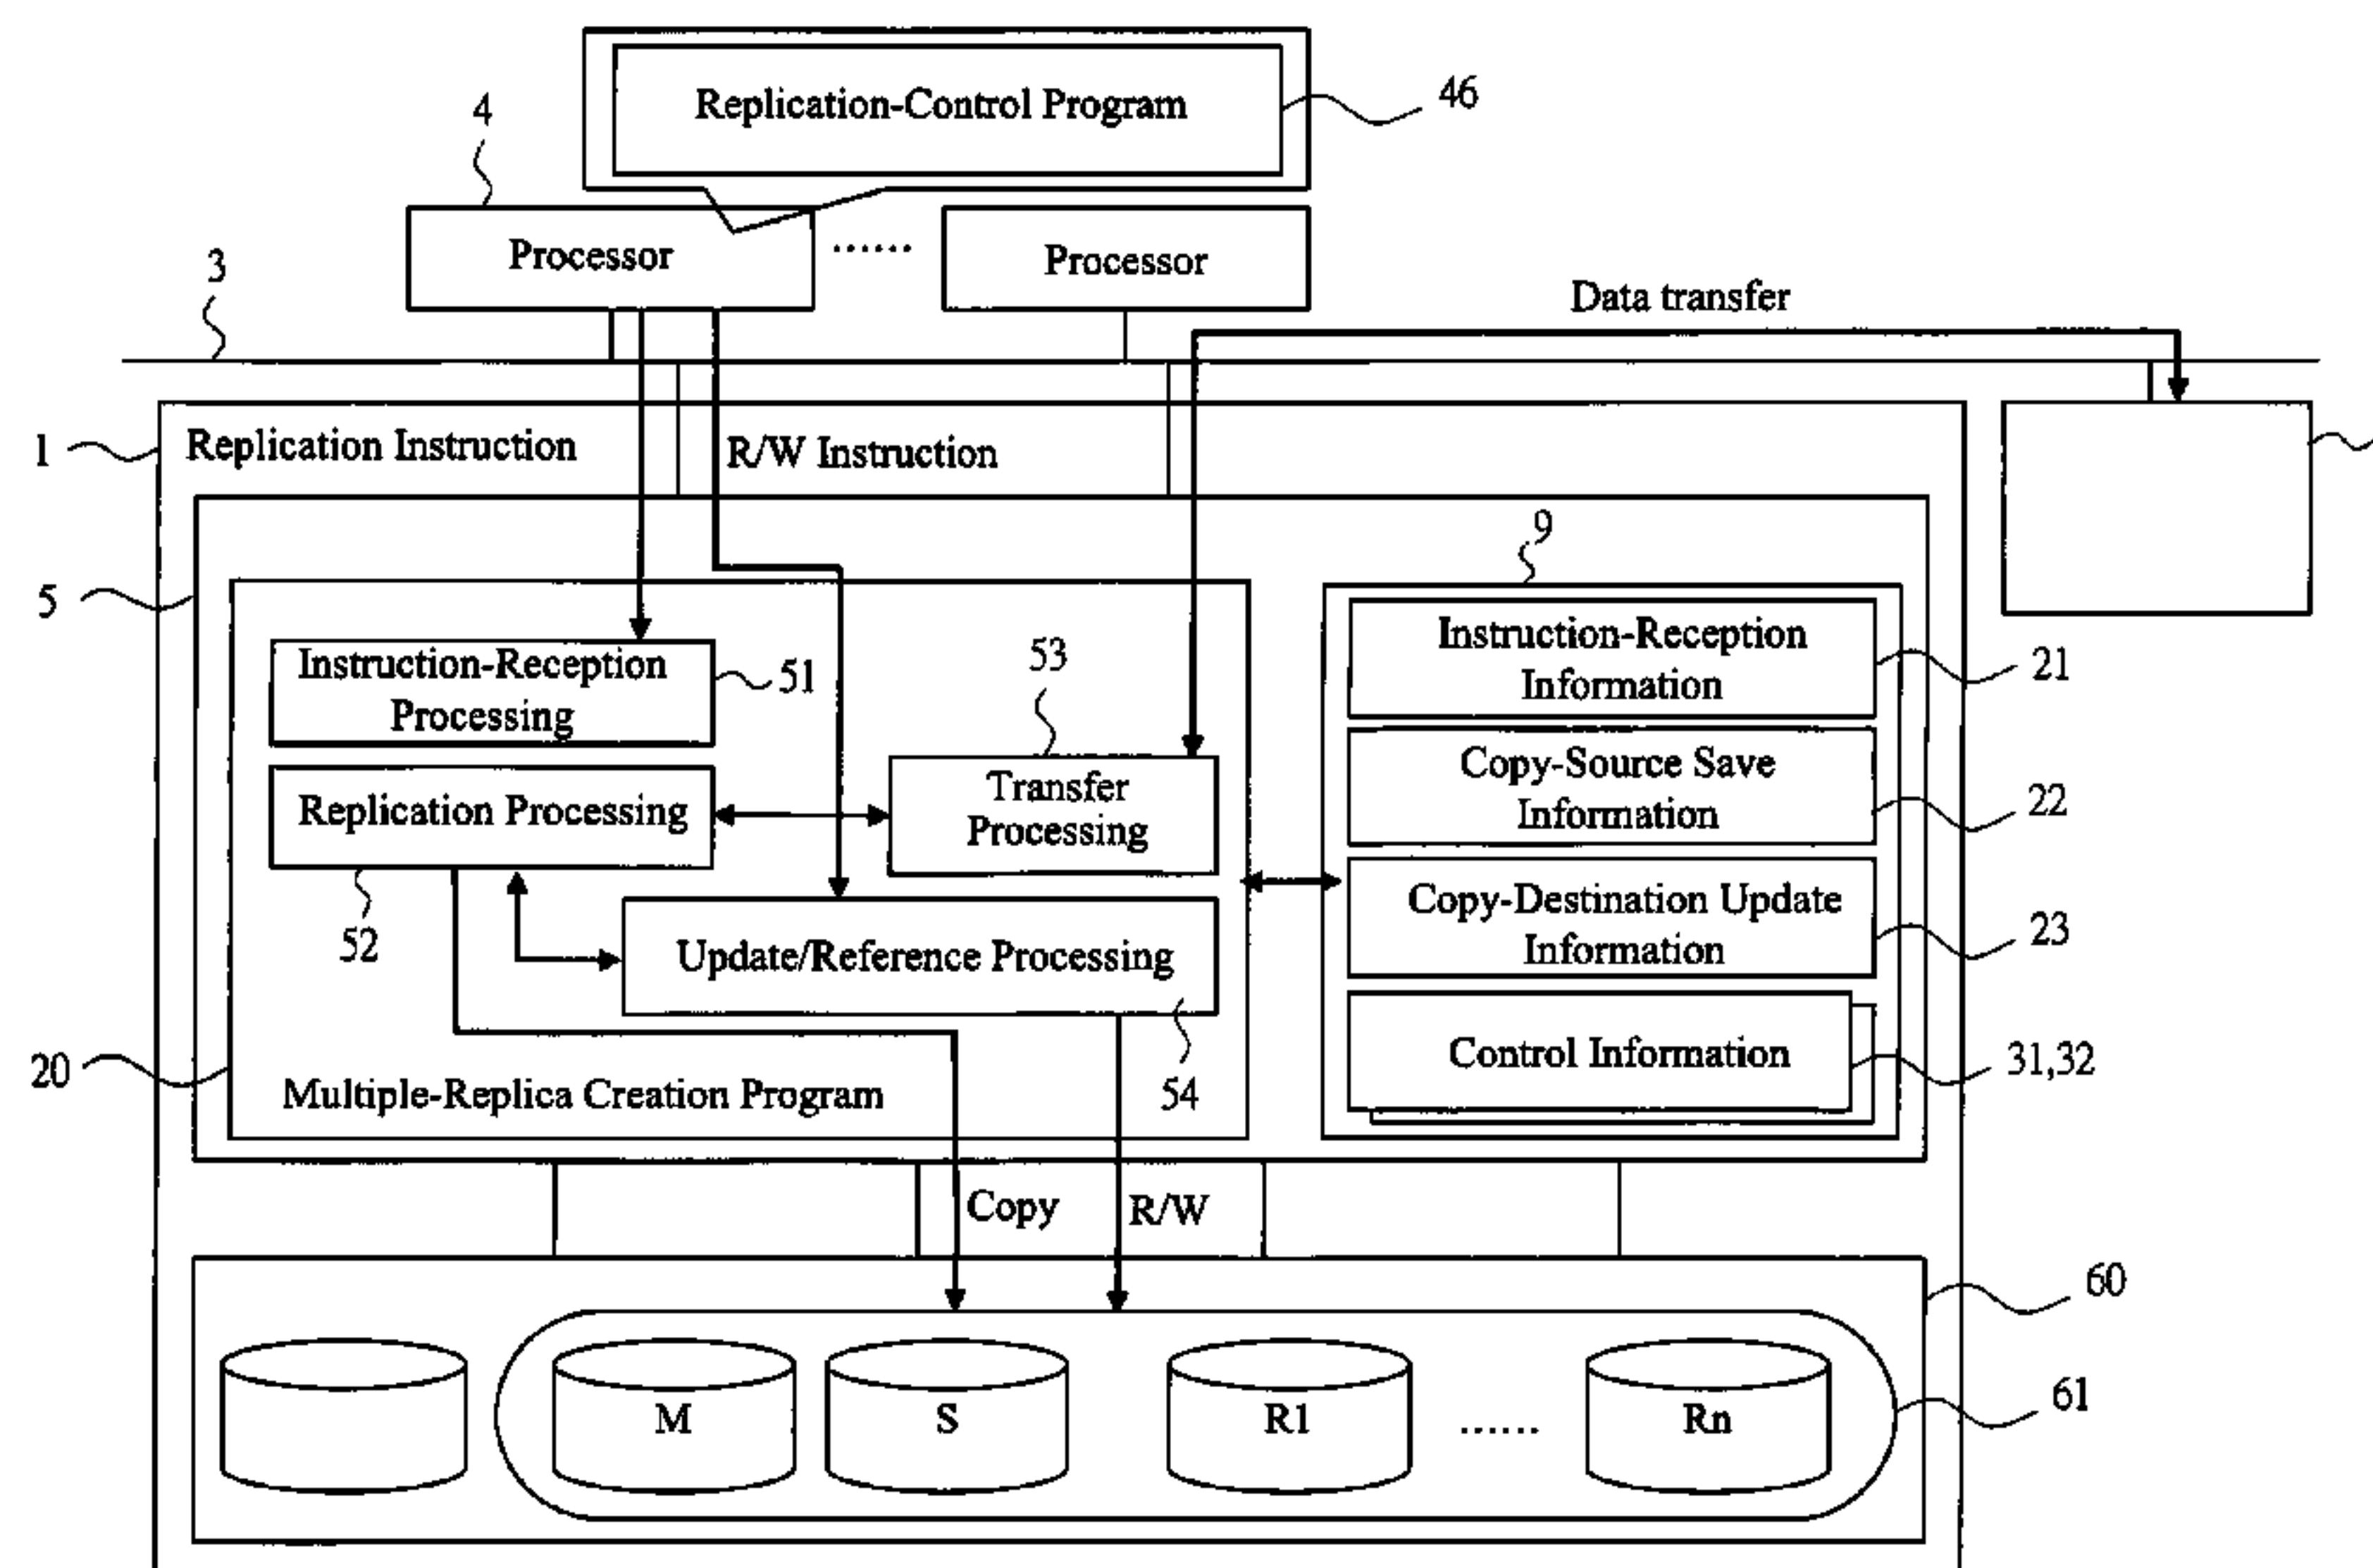 Replication-Control Program
46
4
Processor
......
Processor
3
Data transfer
1
Replication Instruction
R/W Instruction
9
5
Instruction-Reception
Processing
51
53
Instruction-Reception
Information
21
Replication Processing
Transfer
Processing
Copy-Source Save
Information
22
52
Update/Reference Processing
Copy-Destination Update
Information
23
20
Multiple-Replica Creation Program
54
Control Information
31,32
Copy
R/W
60
M
S
R1
......
Rn
61